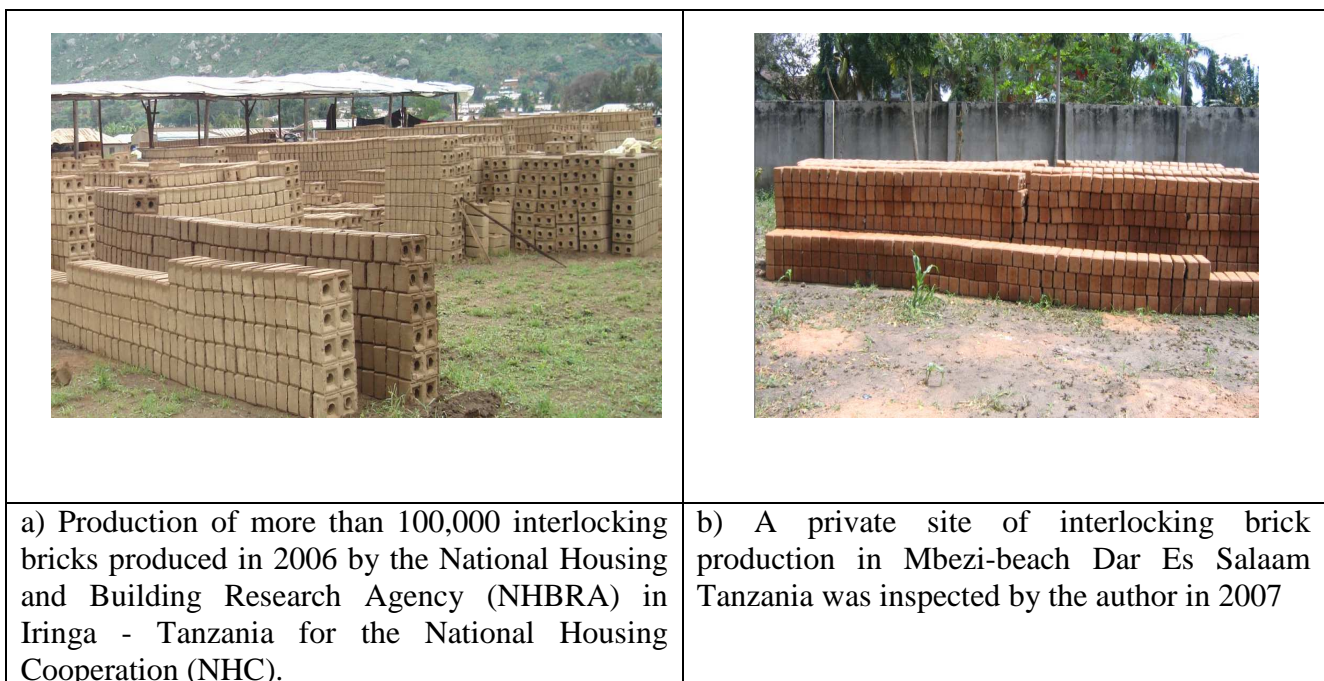 a) Production of more than 100,000 interlocking
bricks produced in 2006 by the National Housing
and Building Research Agency (NHBRA) in
Iringa - Tanzania for the National Housing
Cooperation (NHC).
b) A private site of interlocking brick
production in Mbezi-beach Dar Es Salaam
Tanzania was inspected by the author in 2007